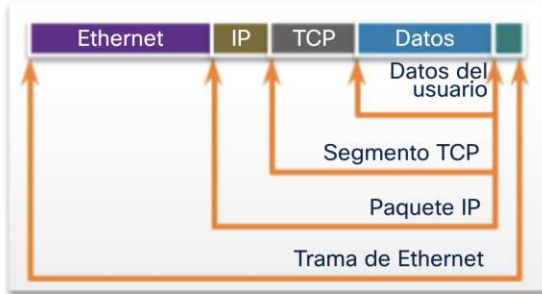 Ethernet IP TCP Datos
Datos del
usuario
Segmento TCP
Paquete IP
Trama de Ethernet